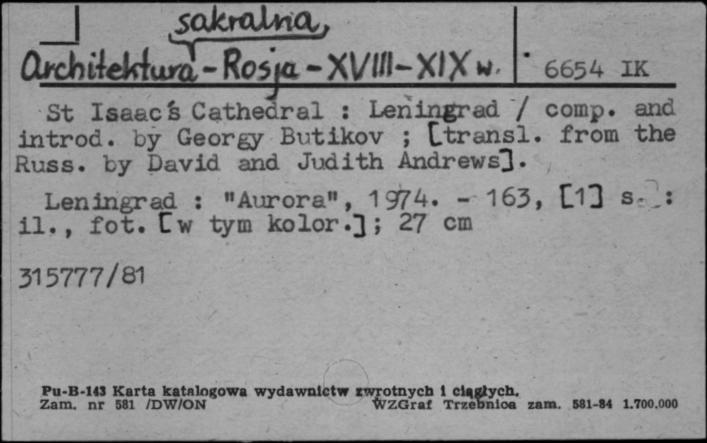 sakralna,
Architektura - Rosja - XVIII - XIX w. 6654 IK
St Isaac's Cathedral : Leningrad / comp. and
introd. by Georgy Butikov ; [transl. from the
Russ. by David and Judith Andrews].
Leningrad : "Aurora", 1974. - 163, [1] s. :
il., fot. [w tym kolor.]; 27 cm
315777/81
Pu-B-143 Karta katalogowa wydawnictw zwrotnych i ciągłych.
Zam. nr 581 /DW/ON WZGraf Trzebnica zam. 581-84 1.700.000